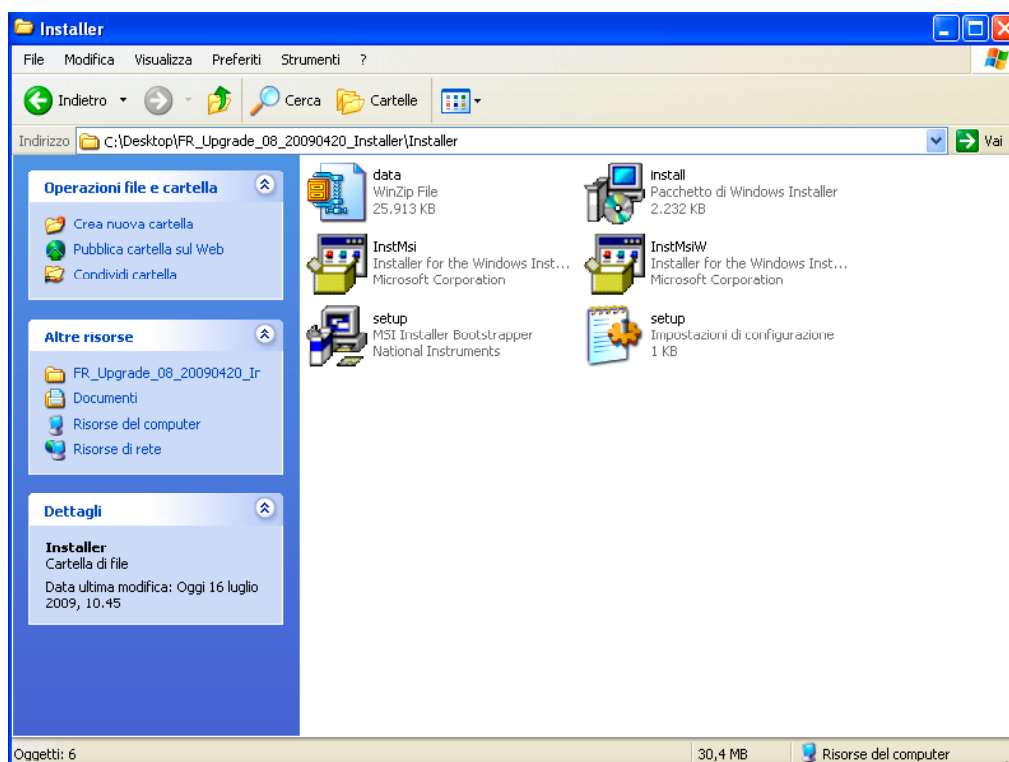 Installer
File Modifica Visualizza Preferiti Strumenti ?
Indietro Cerca Cartelle
Indirizzo C:\Desktop\FR_Upgrade_08_20090420_Installer\Installer Vai
Operazioni file e cartella
Crea nuova cartella
Pubblica cartella sul Web
Condividi cartella
Altre risorse
FR_Upgrade_08_20090420_Ir
Documenti
Risorse del computer
Risorse di rete
Dettagli
Installer
Cartella di file
Data ultima modifica: Oggi 16 luglio
2009, 10.45
data
WinZip File
25.913 KB
install
Pacchetto di Windows Installer
2.232 KB
InstMsi
Installer for the Windows Inst...
Microsoft Corporation
InstMsiW
Installer for the Windows Inst...
Microsoft Corporation
setup
MSI Installer Bootstrapper
National Instruments
setup
Impostazioni di configurazione
1 KB
Oggetti: 6 30,4 MB Risorse del computer